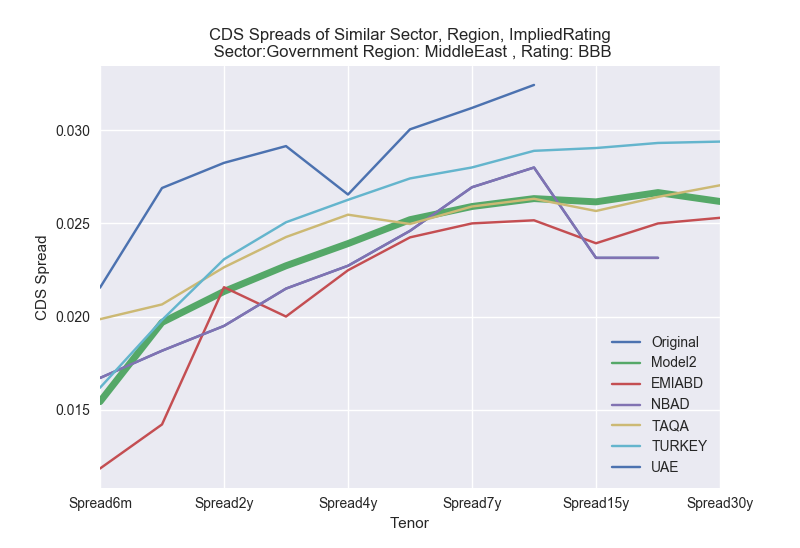 CDS Spreads of Similar Sector, Region, ImpliedRating
Sector:Government Region: MiddleEast , Rating: BBB
0.030
0.025
0.020
0.015
CDS Spread
Original
Model2
EMIABD
NBAD
TAQA
TURKEY
UAE
Spread6m Spread2y Spread4y Spread7y Spread15y Spread30y
Tenor